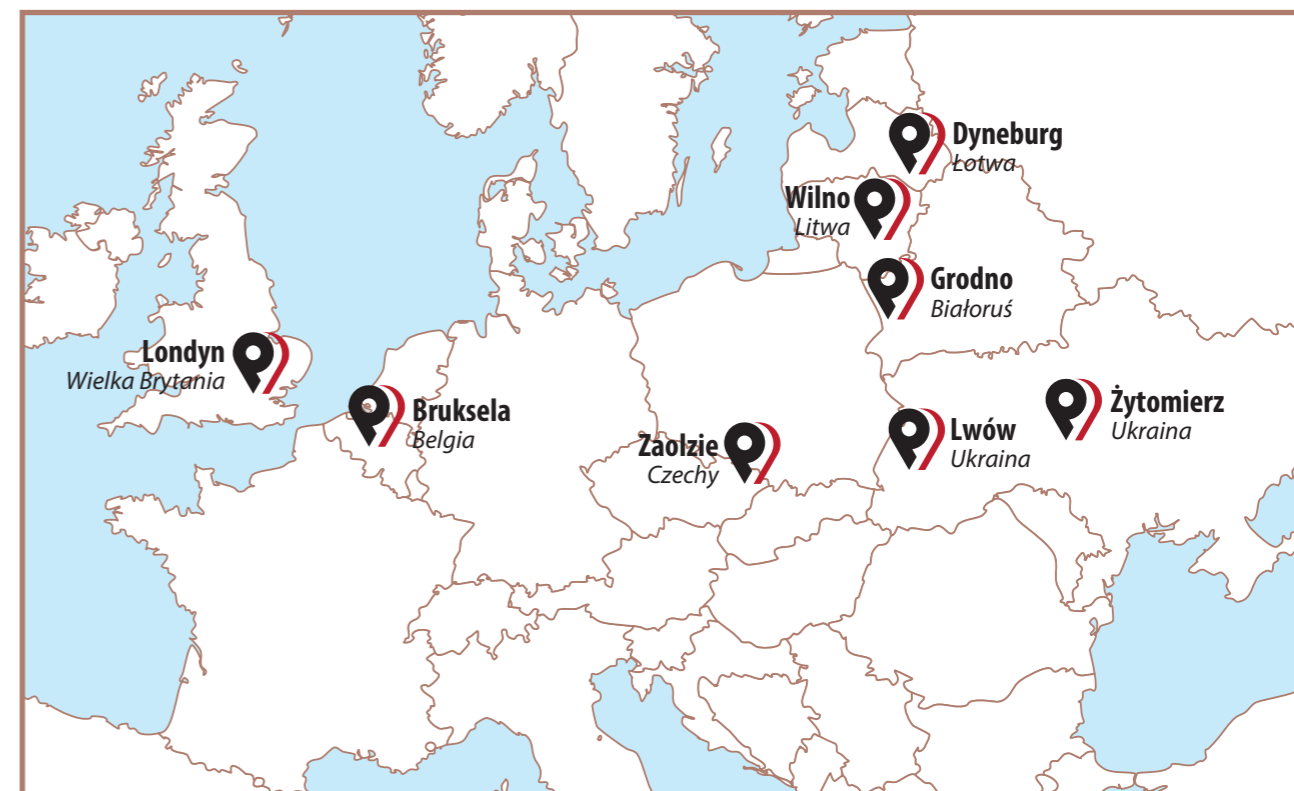 Dyneburg
Łotwa
Wilno
Litwa
Grodno
Białoruś
Londyn
Wielka Brytania
Bruksela
Belgia
Zaolzie
Czechy
Lwów
Ukraina
Żytomierz
Ukraina